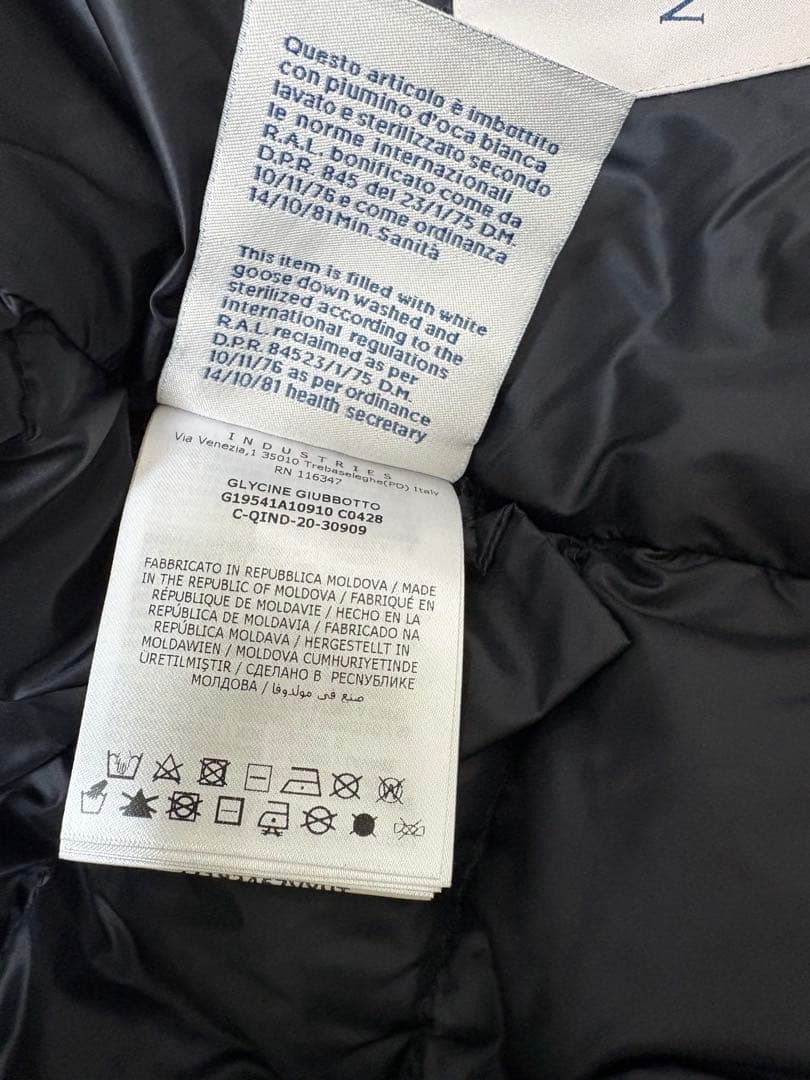 N
Questo articolo è imbottito
con piumino d'oca bianca
lavato e sterilizzato secondo
le norme internazionali
R.A.L. bonificato come da
D.P.R. 845 del 23/1/75 D.M.
10/11/76 e come ordinanza
14/10/81 Min. Sanità
This item is filled with white
goose down washed and
sterilized according to the
international regulations
R.A.L. reclaimed as per
D.P.R. 84523/1/75 D.M.
10/11/76 as per ordinance
14/10/81 health secretary
INDUSTRIES
Via Venezia,1 35010 Trebaseleghe(PD) Italy
RN 116347
GLYCINE GIUBBOTTO
G19541A10910 C0428
C-QIND-20-30909
FABBRICATO IN REPUBBLICA MOLDOVA / MADE
IN THE REPUBLIC OF MOLDOVA / FABRIQUÉ EN
RÉPUBLIQUE DE MOLDAVIE / HECHO EN LA
REPÚBLICA DE MOLDAVIA / FABRICADO NA
REPÚBLICA MOLDAVA / HERGESTELLT IN
MOLDAWIEN / MOLDOVA CUMHURIYETINDE
ÜRETILMIŞTIR / СДЕЛАНО В РЕСПУБЛИКЕ
МОЛДОВА / صنع في مولدوفا